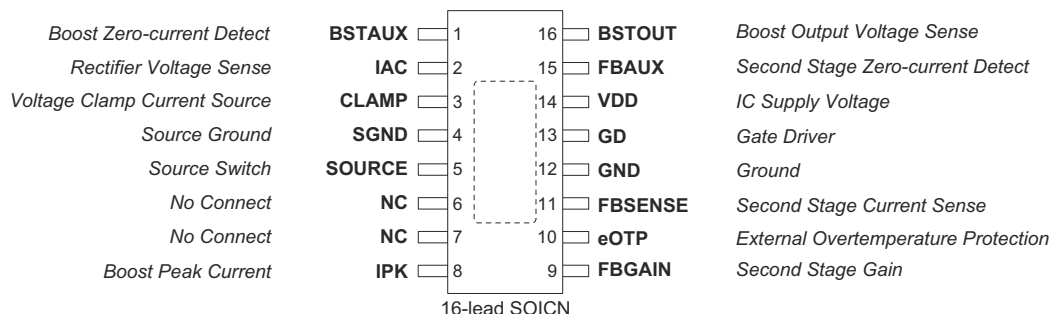 Boost Zero-current Detect BSTAUX 1 16 BSTOUT Boost Output Voltage Sense
Rectifier Voltage Sense IAC 2 15 FBAUX Second Stage Zero-current Detect
Voltage Clamp Current Source CLAMP 3 14 VDD IC Supply Voltage
Source Ground SGND 4 13 GD Gate Driver
Source Switch SOURCE 5 12 GND Ground
No Connect NC 6 11 FBSENSE Second Stage Current Sense
No Connect NC 7 10 eOTP External Overtemperature Protection
Boost Peak Current IPK 8 9 FBGAIN Second Stage Gain
16-lead SOICN